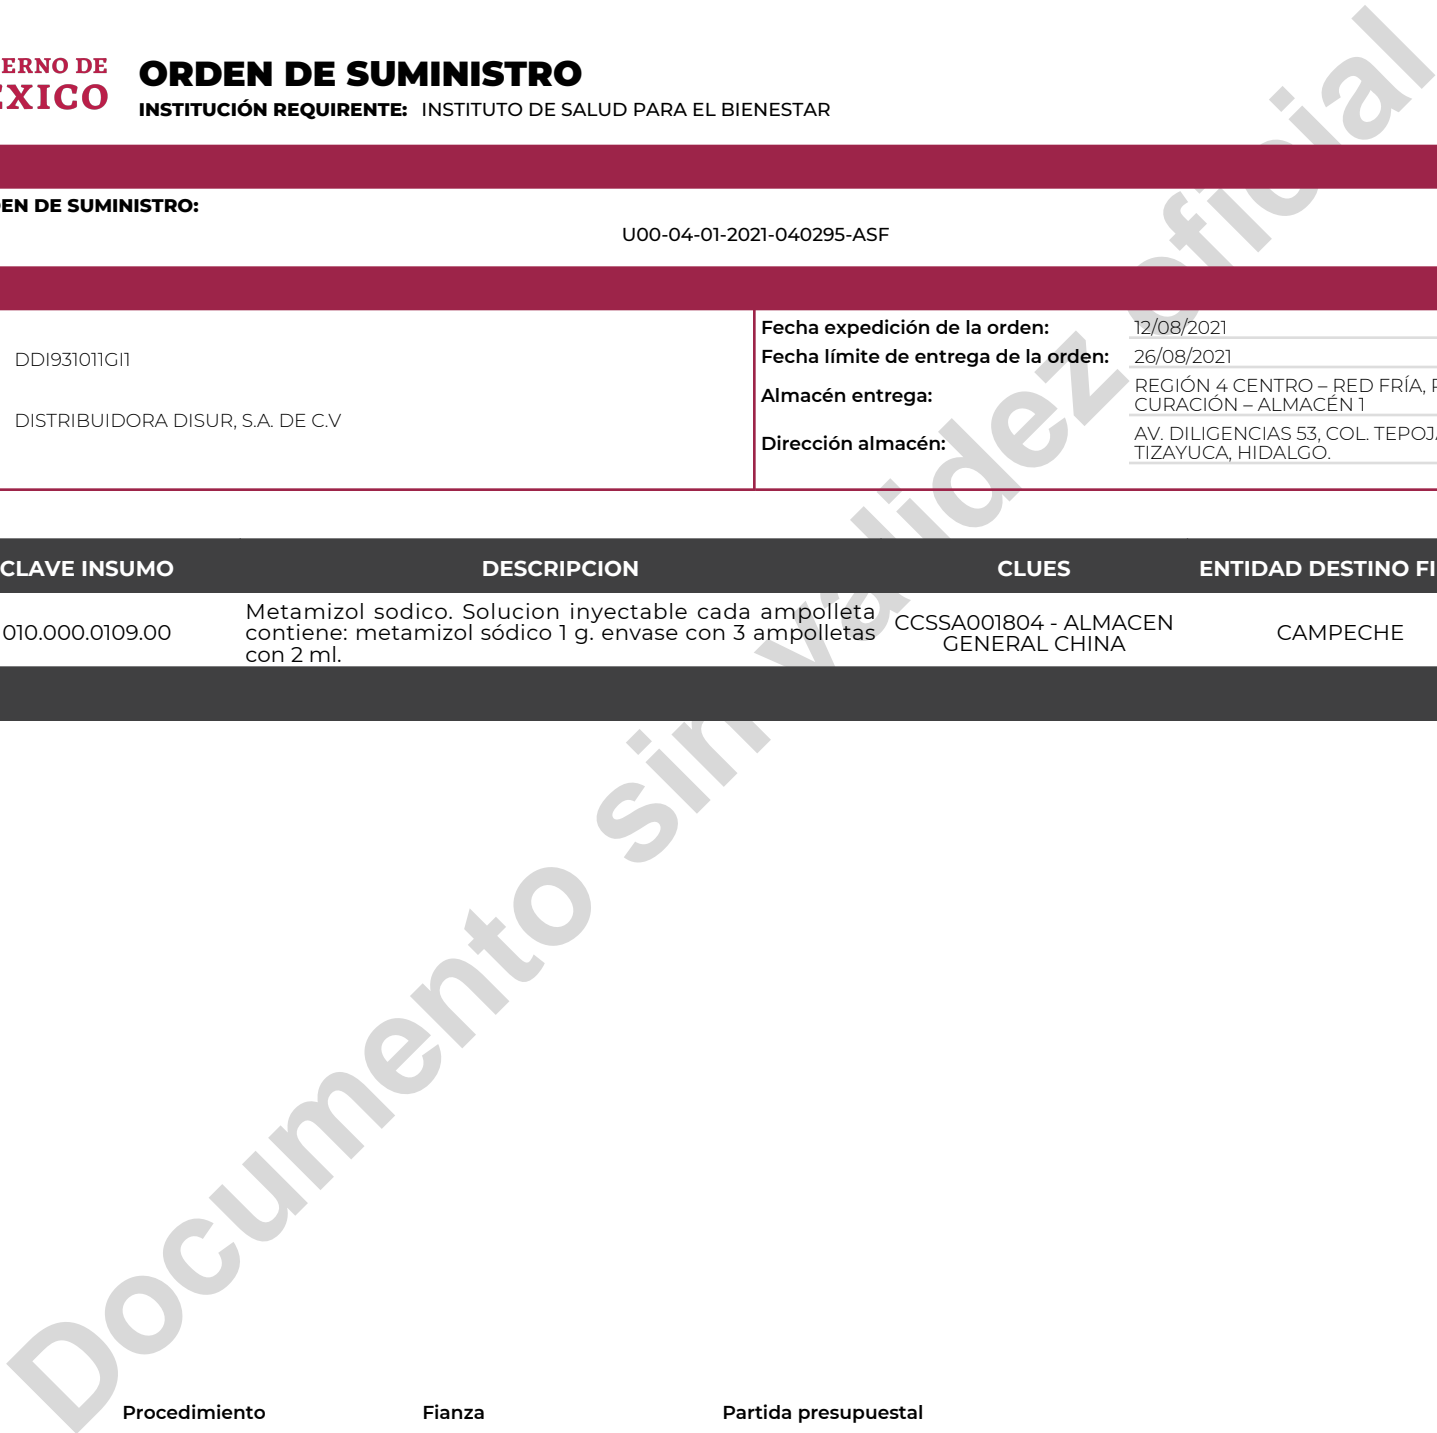 ERNO DE
EXICO
ORDEN DE SUMINISTRO
INSTITUCIÓN REQUIRENTE: INSTITUTO DE SALUD PARA EL BIENESTAR
EN DE SUMINISTRO:
U00-04-01-2021-040295-ASF
DDI931011GI1
DISTRIBUIDORA DISUR, S.A. DE C.V
Fecha expedición de la orden: 12/08/2021
Fecha límite de entrega de la orden: 26/08/2021
Almacén entrega: REGIÓN 4 CENTRO – RED FRÍA,
CURACIÓN – ALMACÉN 1
Dirección almacén: AV. DILIGENCIAS 53, COL. TEPOJ
TIZAYUCA, HIDALGO.
CLAVE INSUMO DESCRIPCION CLUES ENTIDAD DESTINO FI
010.000.0109.00
Metamizol sodico. Solucion inyectable cada ampolleta
contiene: metamizol sódico 1 g. envase con 3 ampolletas
con 2 ml.
CCSSA001804 - ALMACEN
GENERAL CHINA
CAMPECHE
Documento sin validez oficial
Procedimiento Fianza Partida presupuestal